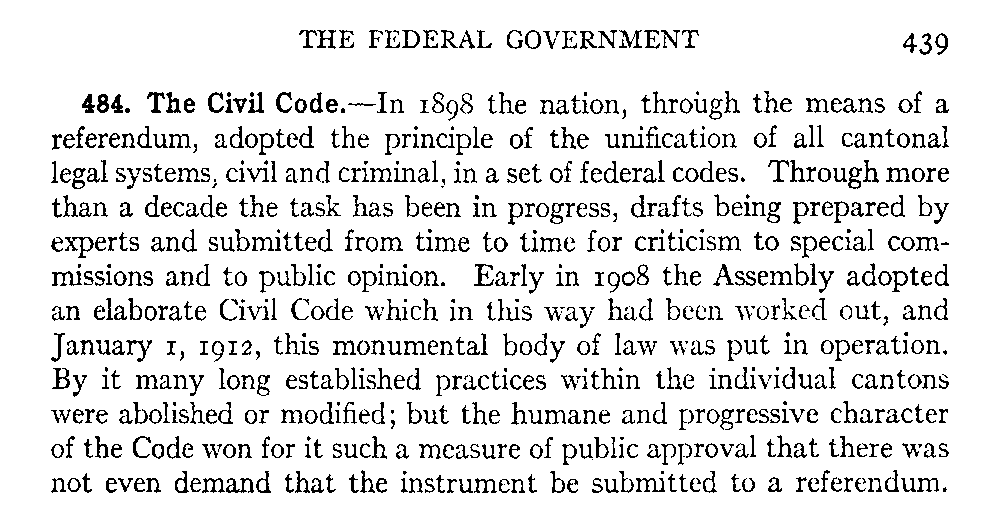 THE FEDERAL GOVERNMENT 439
484. The Civil Code.—In 1898 the nation, through the means of a
referendum, adopted the principle of the unification of all cantonal
legal systems, civil and criminal, in a set of federal codes. Through more
than a decade the task has been in progress, drafts being prepared by
experts and submitted from time to time for criticism to special com-
missions and to public opinion. Early in 1908 the Assembly adopted
an elaborate Civil Code which in this way had been worked out, and
January 1, 1912, this monumental body of law was put in operation.
By it many long established practices within the individual cantons
were abolished or modified; but the humane and progressive character
of the Code won for it such a measure of public approval that there was
not even demand that the instrument be submitted to a referendum.